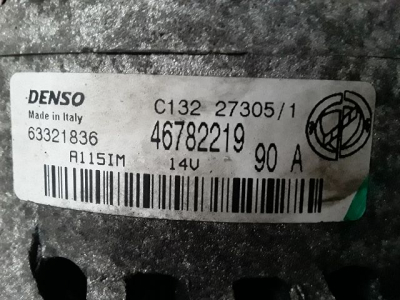 DENSO C132 27305/1
Made in Italy
63321836 46782219
A115IM 14V 90 A